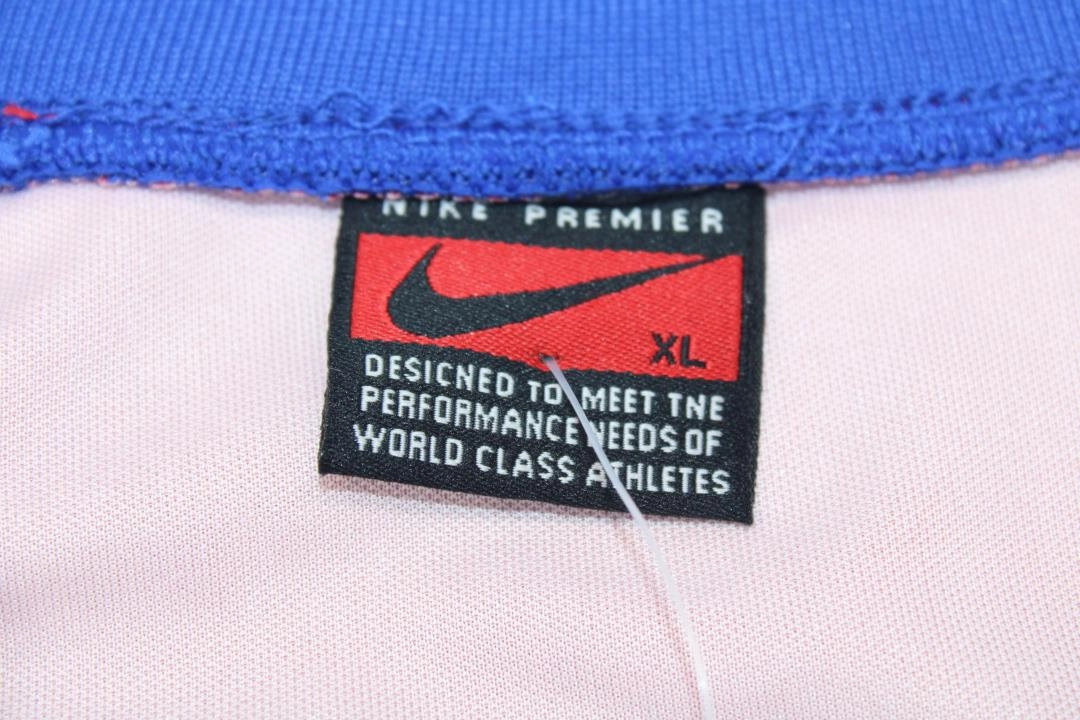 NIKE PREMIER
XL
DESICNED TO MEET TNE
PERFORMANCE NEEDS OF
WORLD CLASS ATHLETES